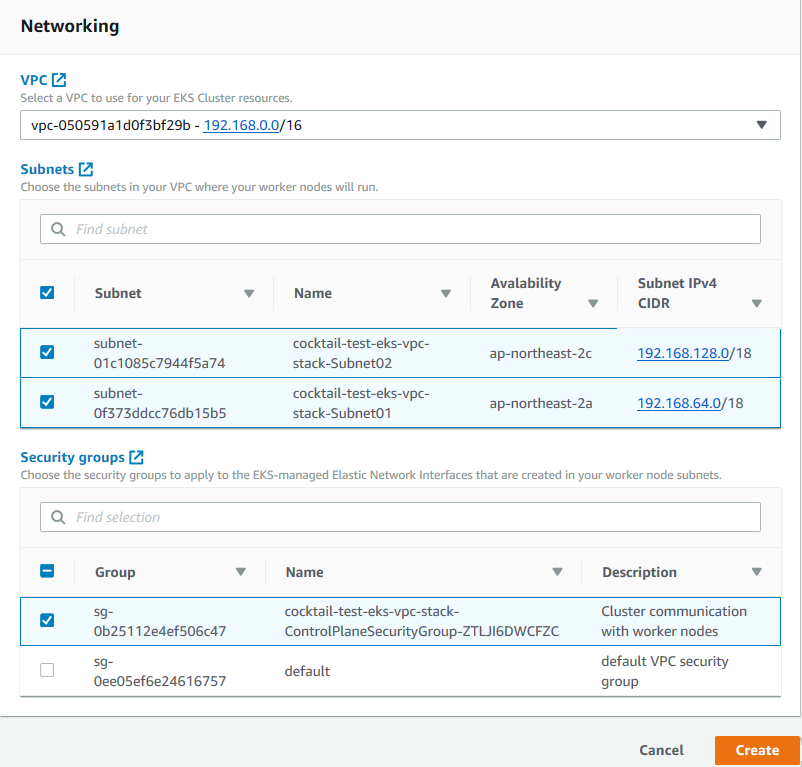 Networking
VPC
Select a VPC to use for your EKS Cluster resources.
vpc-050591a1d0f3bf29b - 192.168.0.0/16
Subnets
Choose the subnets in your VPC where your worker nodes will run.
Find subnet
Subnet Name Avalability Zone Subnet IPv4 CIDR
subnet-01c1085c7944f5a74 cocktail-test-eks-vpc-stack-Subnet02 ap-northeast-2c 192.168.128.0/18
subnet-0f373ddcc76db15b5 cocktail-test-eks-vpc-stack-Subnet01 ap-northeast-2a 192.168.64.0/18
Security groups
Choose the security groups to apply to the EKS-managed Elastic Network Interfaces that are created in your worker node subnets.
Find selection
Group Name Description
sg-0b25112e4ef506c47 cocktail-test-eks-vpc-stack-ControlPlaneSecurityGroup-ZTLJI6DWCFZC Cluster communication with worker nodes
sg-0ee05ef6e24616757 default default VPC security group
Cancel Create